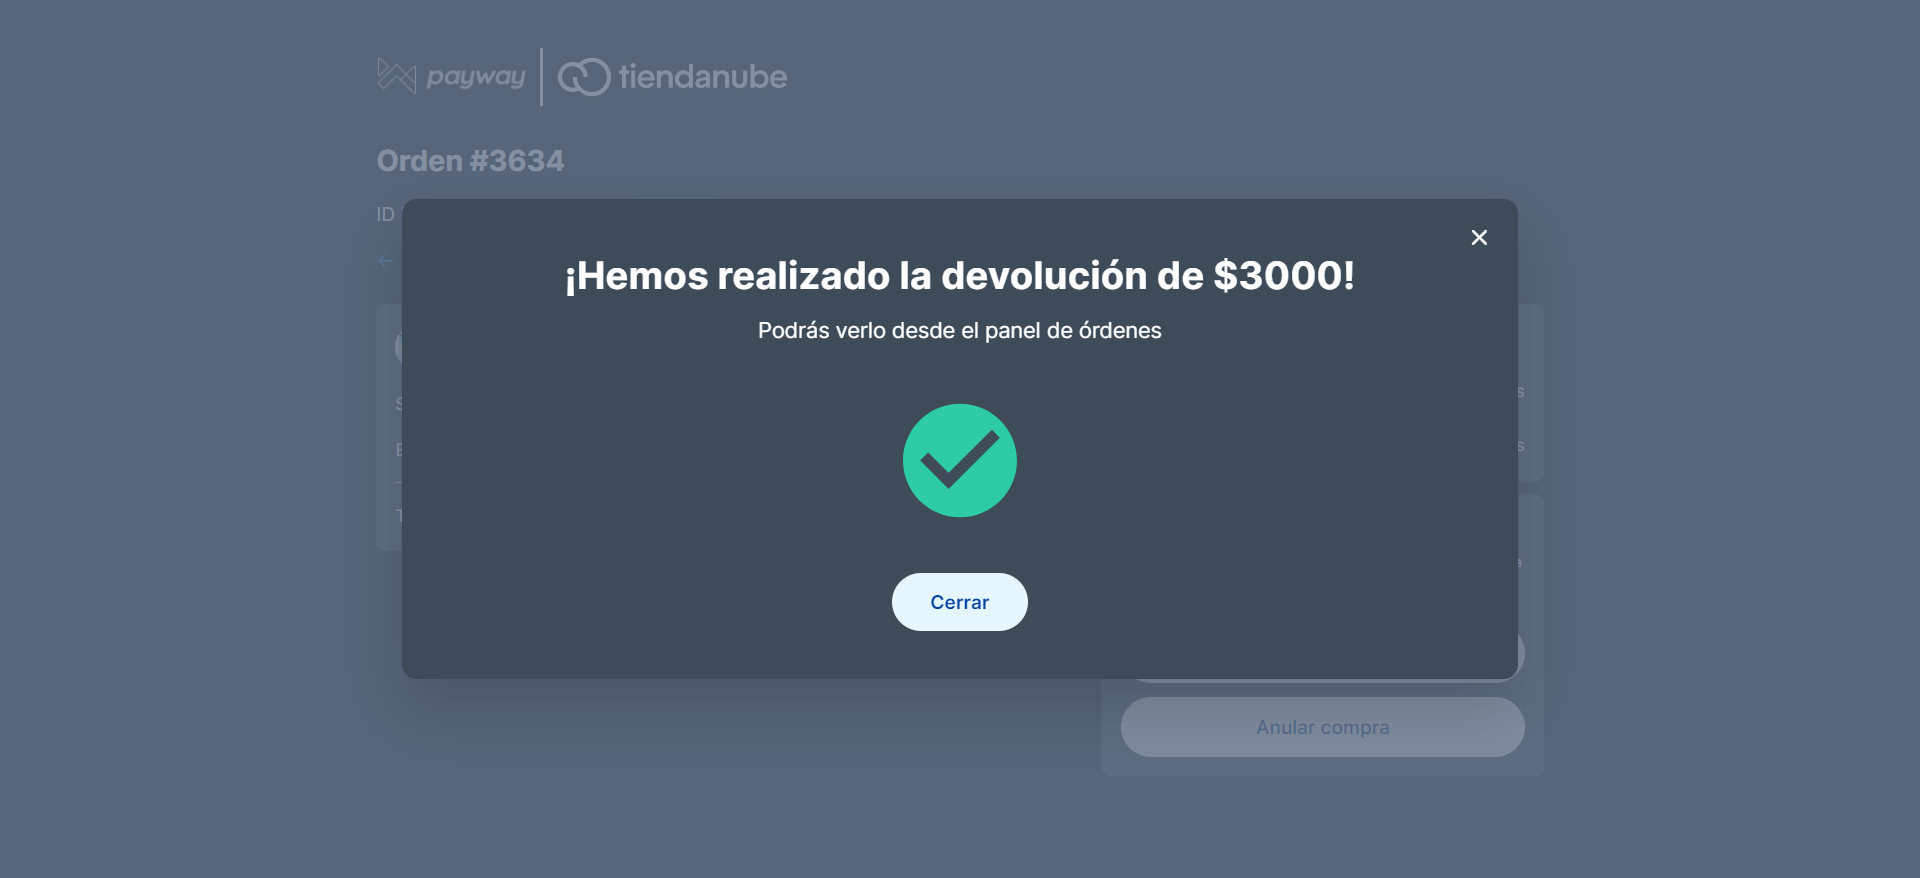 payway | tiendanube
Orden #3634
ID
¡Hemos realizado la devolución de $3000!
Podrás verlo desde el panel de órdenes
Cerrar
Anular compra